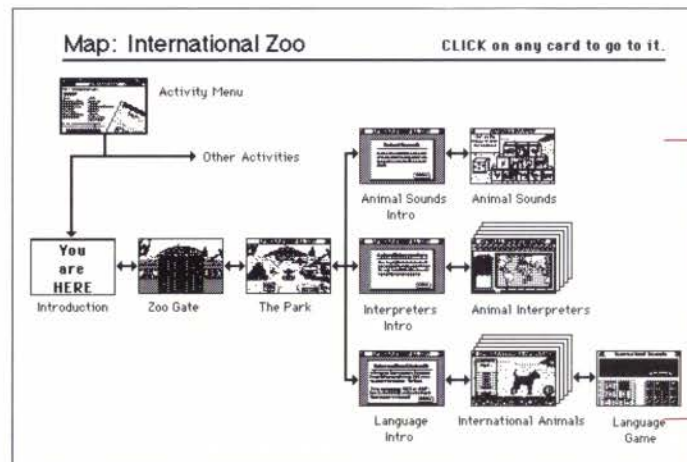 Map: International Zoo
CLICK on any card to go to it.
Activity Menu
Other Activities
You
are
HERE
Introduction
Zoo Gate
The Park
Animal Sounds
Intro
Animal Sounds
Interpreters
Intro
Animal Interpreters
Language
Intro
International Animals
Language
Game